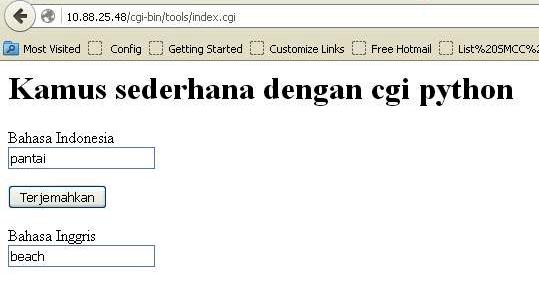 10.88.25.48/cgi-bin/tools/index.cgi
Most Visited Config Getting Started Customize Links Free Hotmail List%20SMCC%2
Kamus sederhana dengan cgi python
Bahasa Indonesia
pantai
Terjemahkan
Bahasa Inggris
beach